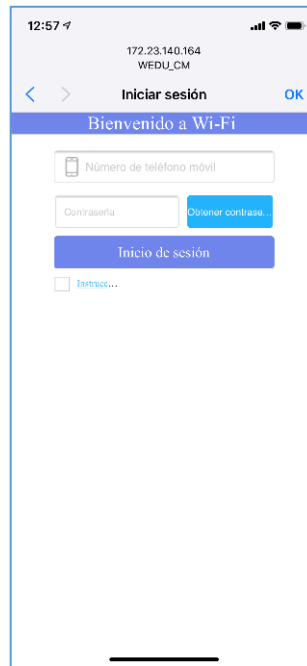 12:57
172.23.140.164
WEDU_CM
Iniciar sesión
OK
Bienvenido a Wi-Fi
Número de teléfono móvil
Contraseña
Obtener contrase...
Inicio de sesión
Instrucc...